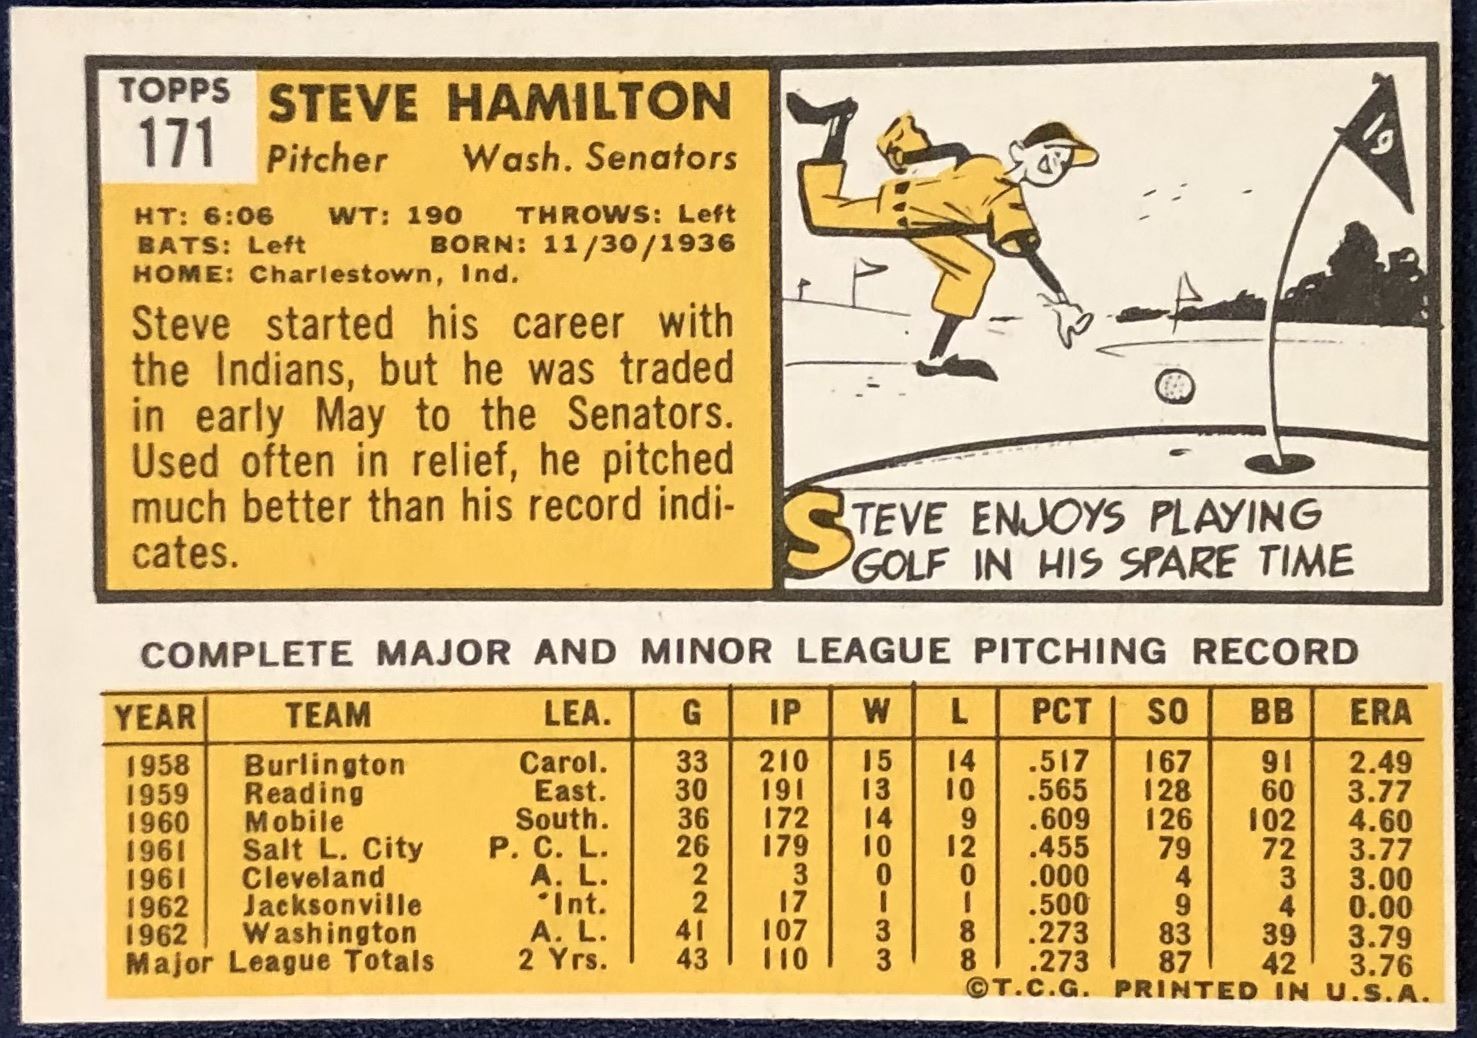 TOPPS
171
STEVE HAMILTON
Pitcher Wash. Senators
HT: 6:06 WT: 190 THROWS: Left
BATS: Left BORN: 11/30/1936
HOME: Charlestown, Ind.
Steve started his career with
the Indians, but he was traded
in early May to the Senators.
Used often in relief, he pitched
much better than his record indi-
cates.
19
STEVE ENJOYS PLAYING
GOLF IN HIS SPARE TIME
COMPLETE MAJOR AND MINOR LEAGUE PITCHING RECORD
YEAR TEAM LEA. G IP W L PCT SO BB ERA
1958 Burlington Carol. 33 210 15 14 .517 167 91 2.49
1959 Reading East. 30 191 13 10 .565 128 60 3.77
1960 Mobile South. 36 172 14 9 .609 126 102 4.60
1961 Salt L. City P. C. L. 26 179 10 12 .455 79 72 3.77
1961 Cleveland A. L. 2 3 0 0 .000 4 3 3.00
1962 Jacksonville Int. 2 17 1 1 .500 9 4 0.00
1962 Washington A. L. 41 107 3 8 .273 83 39 3.79
Major League Totals 2 Yrs. 43 110 3 8 .273 87 42 3.76
©T.C.G. PRINTED IN U.S.A.